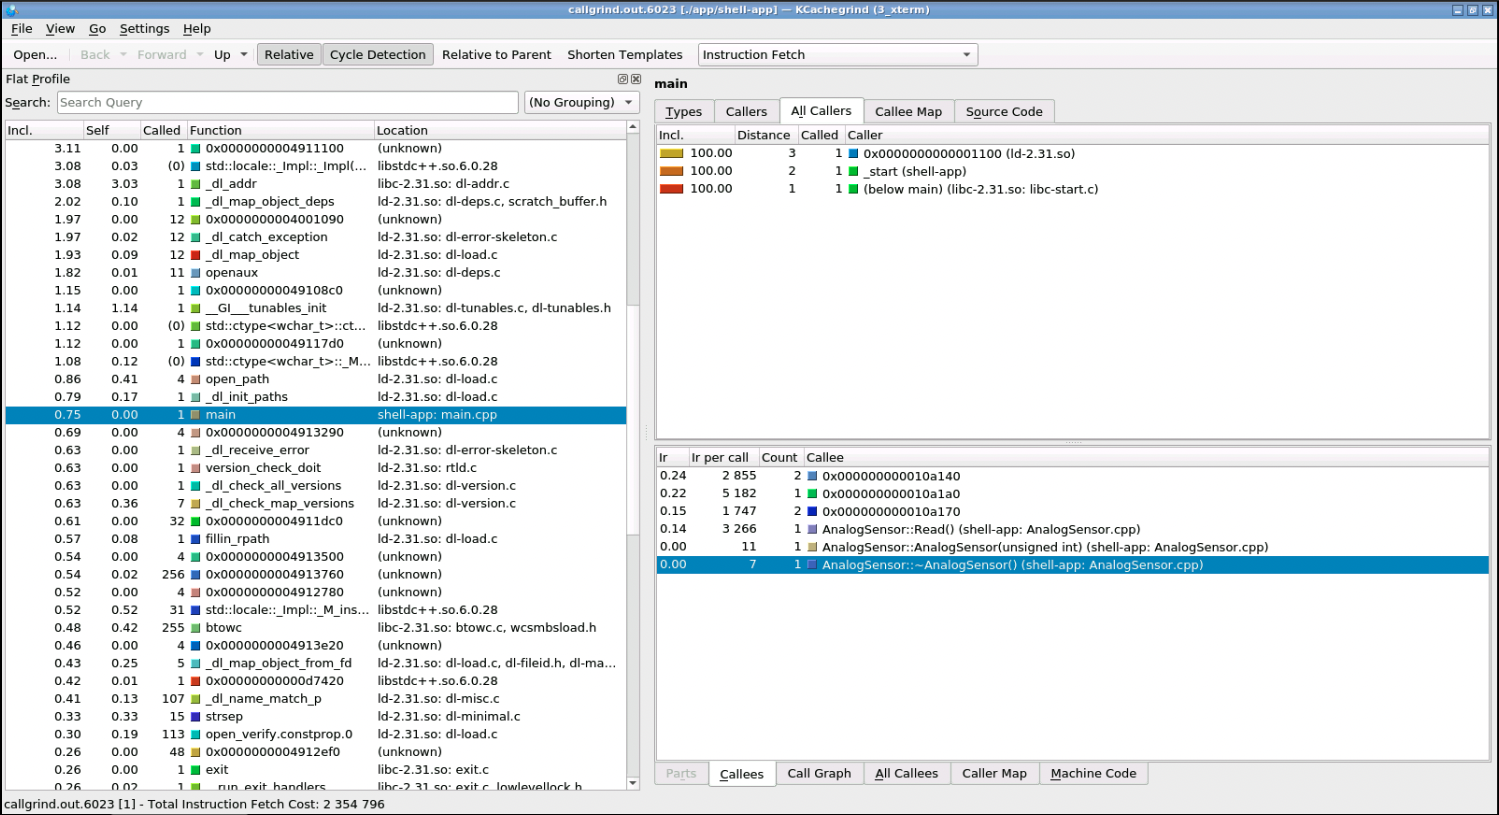 callgrind.out.6023 [./app/shell-app] — KCachegrind (3_xterm)
File View Go Settings Help
Open... Back Forward Up Relative Cycle Detection Relative to Parent Shorten Templates Instruction Fetch
Flat Profile
Search: Search Query (No Grouping)
Incl. Self Called Function Location
3.11 0.00 1 0x0000000004911100 (unknown)
3.08 0.03 (0) std::locale::_Impl::_Impl(... libstdc++.so.6.0.28
3.08 3.03 1 _dl_addr libc-2.31.so: dl-addr.c
2.02 0.10 1 _dl_map_object_deps ld-2.31.so: dl-deps.c, scratch_buffer.h
1.97 0.00 12 0x0000000004001090 (unknown)
1.97 0.02 12 _dl_catch_exception ld-2.31.so: dl-error-skeleton.c
1.93 0.09 12 _dl_map_object ld-2.31.so: dl-load.c
1.82 0.01 11 openaux ld-2.31.so: dl-deps.c
1.15 0.00 1 0x00000000049108c0 (unknown)
1.14 1.14 1 __GI___tunables_init ld-2.31.so: dl-tunables.c, dl-tunables.h
1.12 0.00 (0) std::ctype<wchar_t>::ct... libstdc++.so.6.0.28
1.12 0.00 1 0x00000000049117d0 (unknown)
1.08 0.12 (0) std::ctype<wchar_t>::_M... libstdc++.so.6.0.28
0.86 0.41 4 open_path ld-2.31.so: dl-load.c
0.79 0.17 1 _dl_init_paths ld-2.31.so: dl-load.c
0.75 0.00 1 main shell-app: main.cpp
0.69 0.00 4 0x0000000004913290 (unknown)
0.63 0.00 1 _dl_receive_error ld-2.31.so: dl-error-skeleton.c
0.63 0.00 1 version_check_doit ld-2.31.so: rtld.c
0.63 0.00 1 _dl_check_all_versions ld-2.31.so: dl-version.c
0.63 0.36 7 _dl_check_map_versions ld-2.31.so: dl-version.c
0.61 0.00 32 0x0000000004911dc0 (unknown)
0.57 0.08 1 fillin_rpath ld-2.31.so: dl-load.c
0.54 0.00 4 0x0000000004913500 (unknown)
0.54 0.02 256 0x0000000004913760 (unknown)
0.52 0.00 4 0x0000000004912780 (unknown)
0.52 0.52 31 std::locale::_Impl::_M_ins... libstdc++.so.6.0.28
0.48 0.42 255 btowc libc-2.31.so: btowc.c, wcsmbsload.h
0.46 0.00 4 0x0000000004913e20 (unknown)
0.43 0.25 5 _dl_map_object_from_fd ld-2.31.so: dl-load.c, dl-fileid.h, dl-ma...
0.42 0.01 1 0x00000000000d7420 libstdc++.so.6.0.28
0.41 0.13 107 _dl_name_match_p ld-2.31.so: dl-misc.c
0.33 0.33 15 strsep ld-2.31.so: dl-minimal.c
0.30 0.19 113 open_verify.constprop.0 ld-2.31.so: dl-load.c
0.26 0.00 48 0x0000000004912ef0 (unknown)
0.26 0.00 1 exit libc-2.31.so: exit.c
0.26 0.02 1 __run_exit_handlers libc-2.31.so: exit.c, lowlevellock.h
main
Types Callers All Callers Callee Map Source Code
Incl. Distance Called Caller
100.00 3 1 0x0000000000001100 (ld-2.31.so)
100.00 2 1 _start (shell-app)
100.00 1 1 (below main) (libc-2.31.so: libc-start.c)
Ir Ir per call Count Callee
0.24 2 855 2 0x000000000010a140
0.22 5 182 1 0x000000000010a1a0
0.15 1 747 2 0x000000000010a170
0.14 3 266 1 AnalogSensor::Read() (shell-app: AnalogSensor.cpp)
0.00 11 1 AnalogSensor::AnalogSensor(unsigned int) (shell-app: AnalogSensor.cpp)
0.00 7 1 AnalogSensor::~AnalogSensor() (shell-app: AnalogSensor.cpp)
Parts Callees Call Graph All Callees Caller Map Machine Code
callgrind.out.6023 [1] - Total Instruction Fetch Cost: 2 354 796